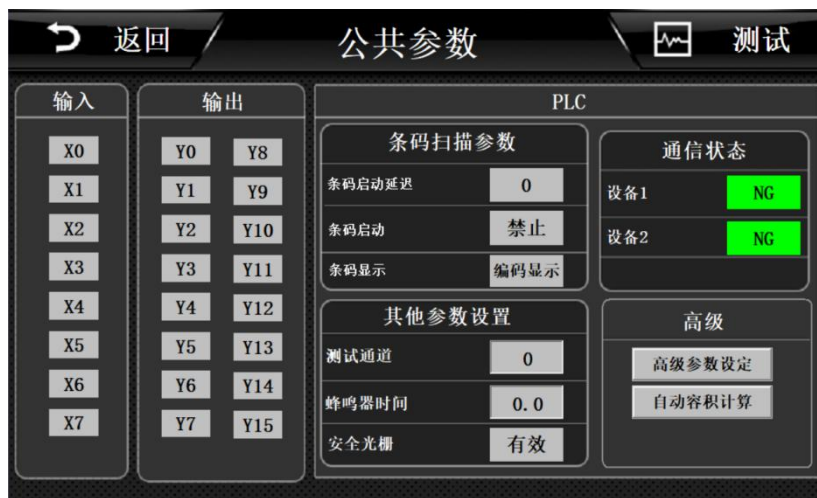 返回
公共参数
测试
输入
X0
X1
X2
X3
X4
X5
X6
X7
输出
Y0 Y8
Y1 Y9
Y2 Y10
Y3 Y11
Y4 Y12
Y5 Y13
Y6 Y14
Y7 Y15
PLC
条码扫描参数
条码启动延迟 0
条码启动 禁止
条码显示 编码显示
通信状态
设备1 NG
设备2 NG
其他参数设置
测试通道 0
蜂鸣器时间 0.0
安全光栅 有效
高级
高级参数设定
自动容积计算